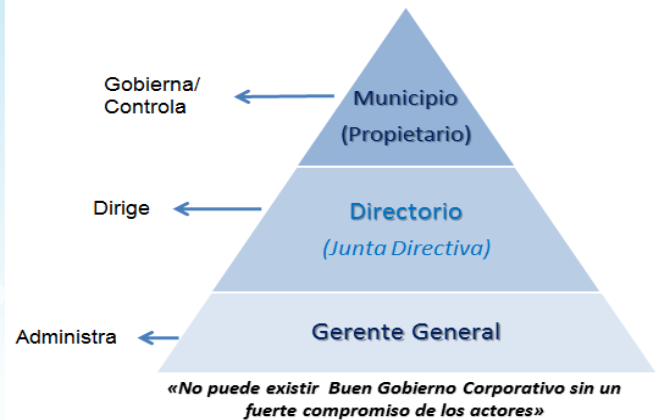 Gobierna/
Controla
Municipio
(Propietario)
Dirige
Directorio
(Junta Directiva)
Administra
Gerente General
«No puede existir Buen Gobierno Corporativo sin un
fuerte compromiso de los actores»